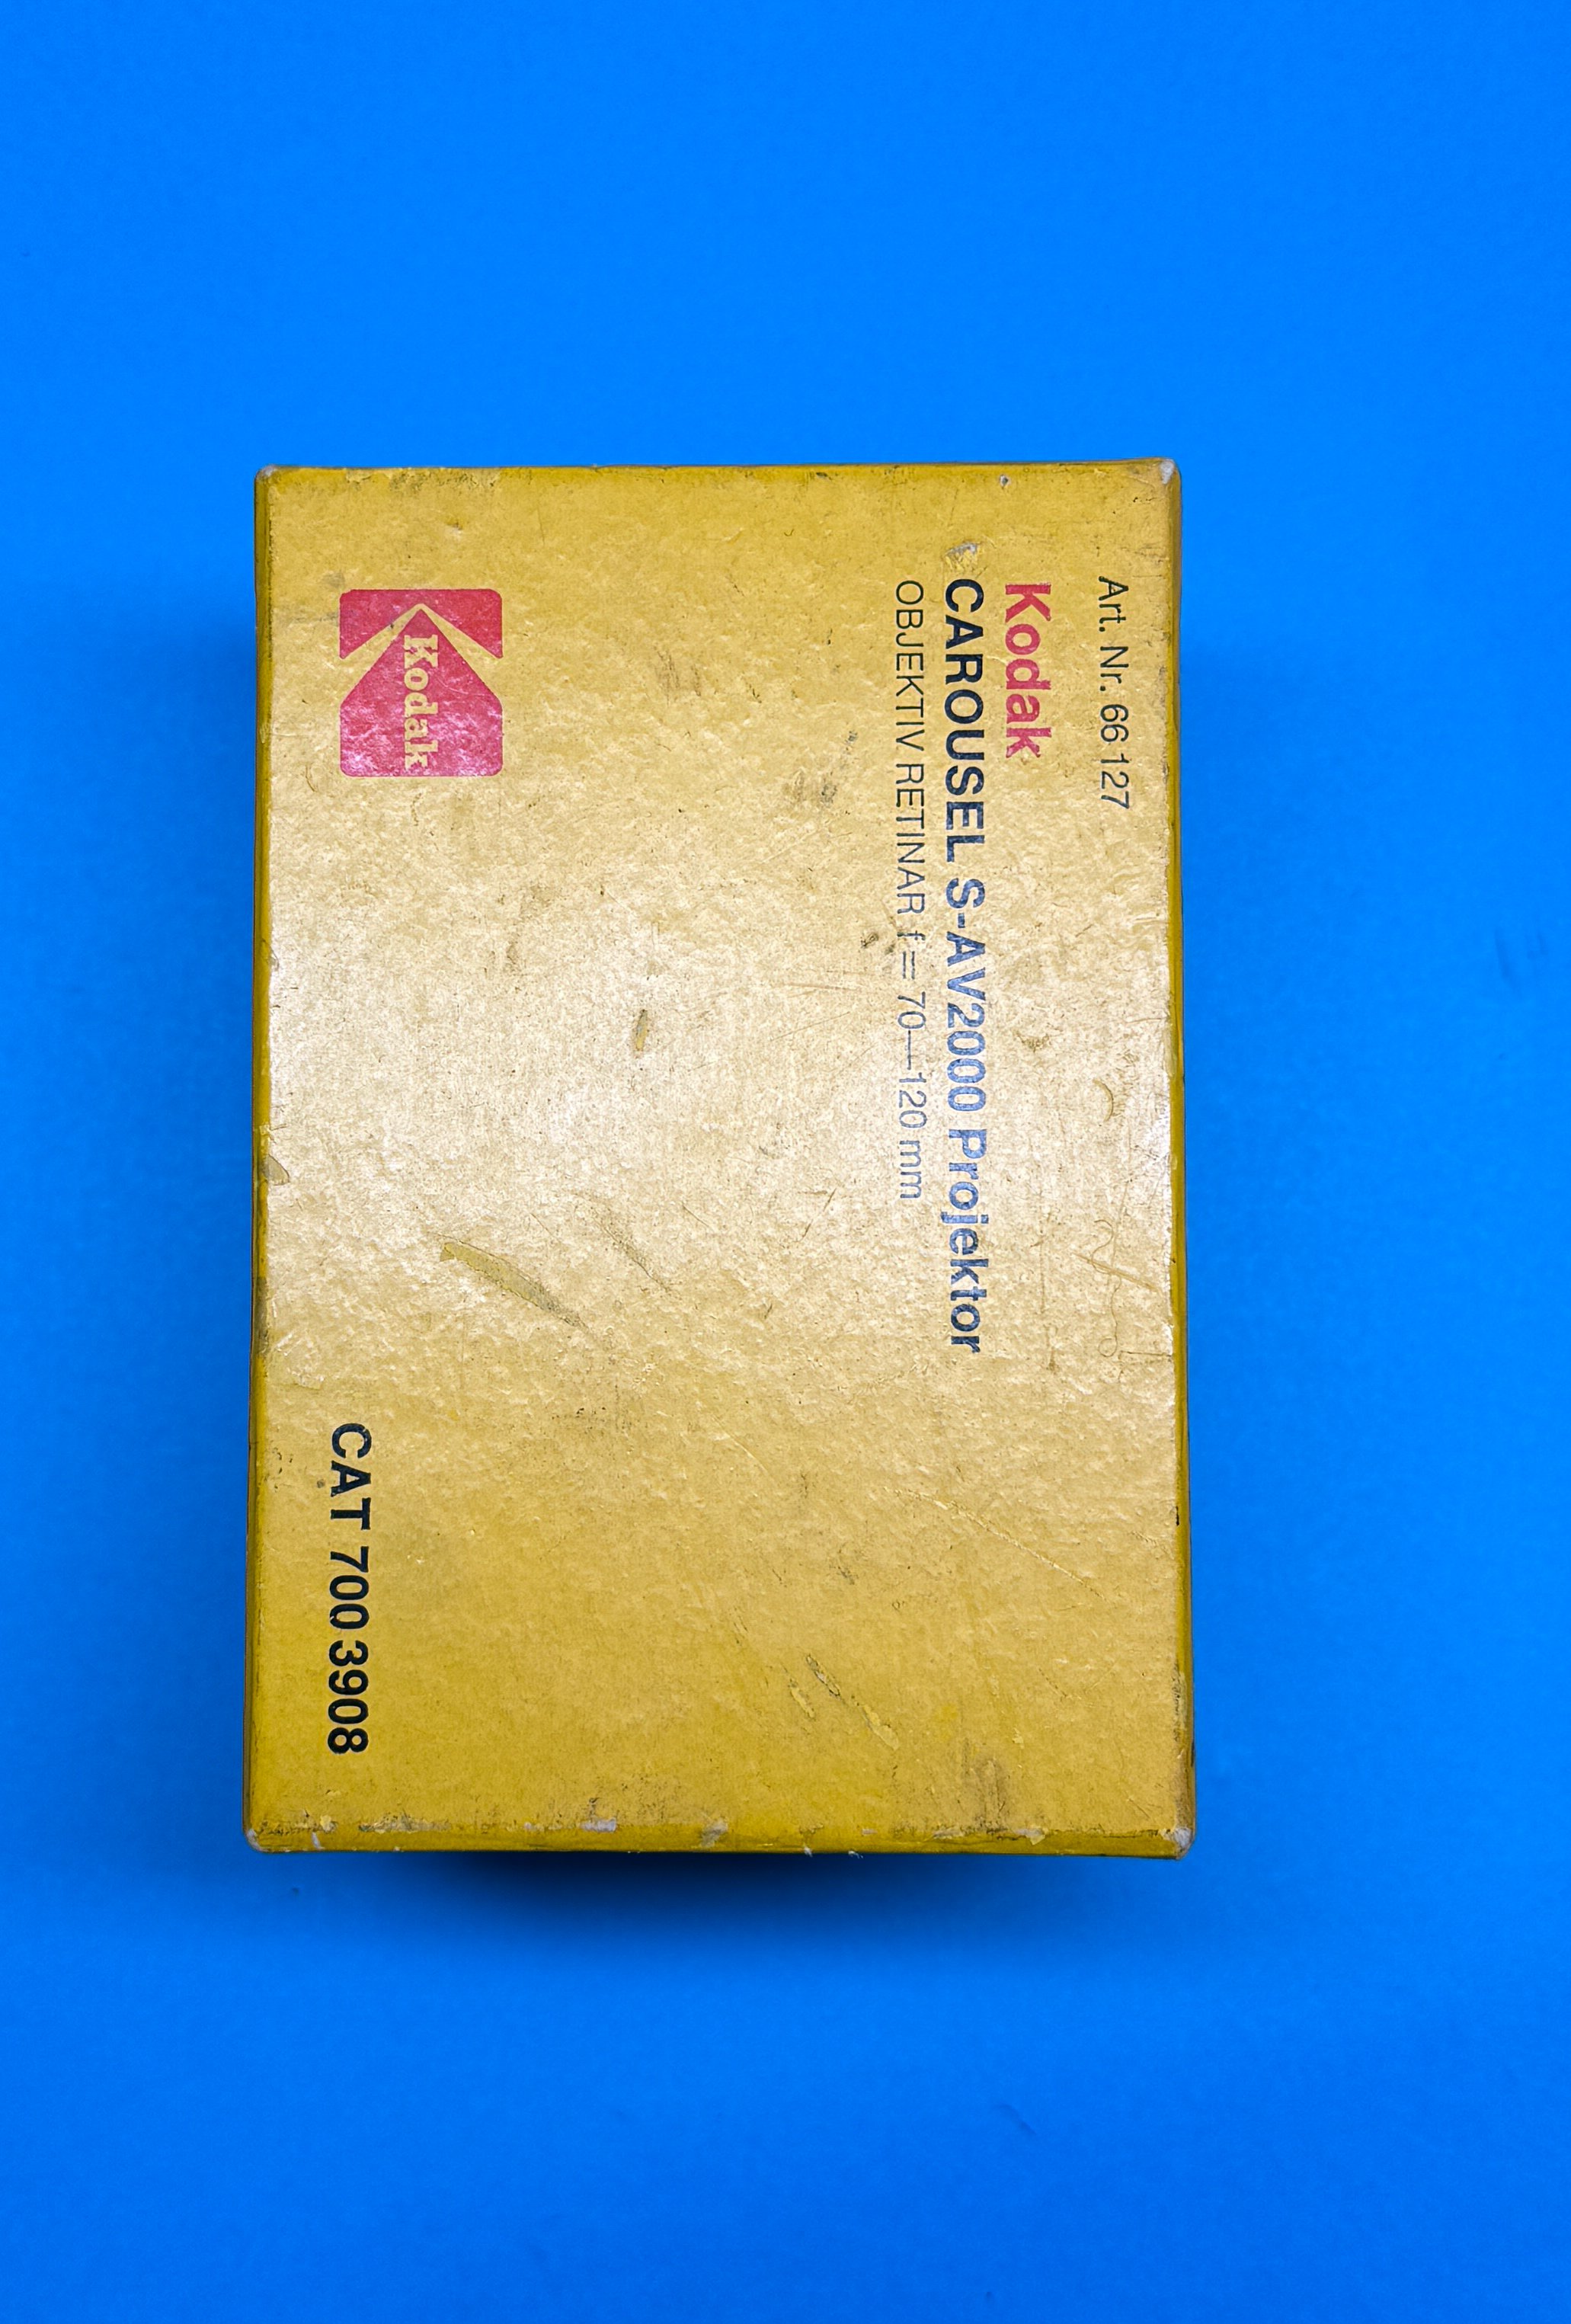 Art. Nr. 66 127
Kodak
CAROUSEL S-AV2000 Projektor
OBJEKTIV RETINAR f = 70—120 mm
Kodak
CAT 700 3908